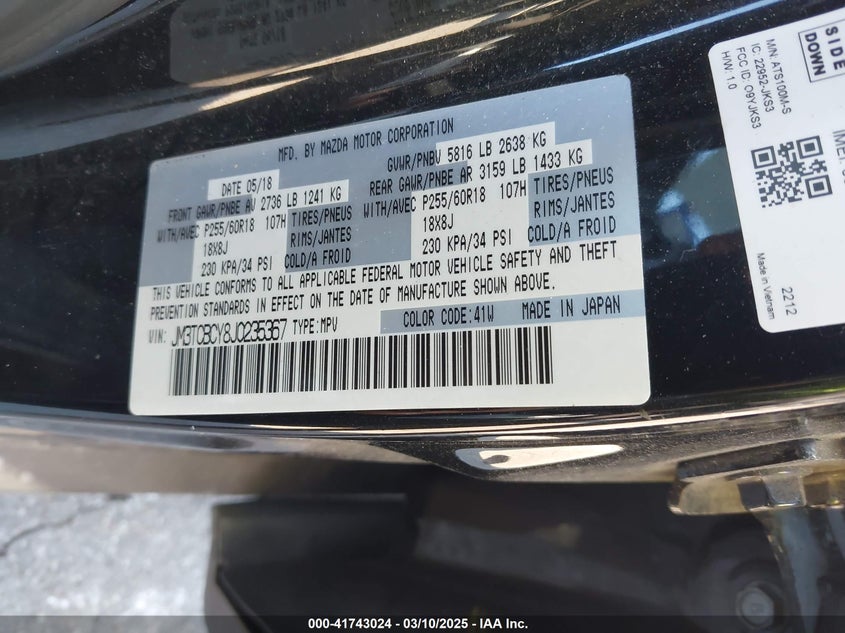 MFD. BY MAZDA MOTOR CORPORATION
DATE 05/18
GVWR/PNBV 5816 LB 2638 KG
FRONT GAWR/PNBE AV 2736 LB 1241 KG
REAR GAWR/PNBE AR 3159 LB 1433 KG
WITH/AVEC P255/60R18 107H TIRES/PNEUS
WITH/AVEC P255/60R18 107H TIRES/PNEUS
18X8J RIMS/JANTES
18X8J RIMS/JANTES
230 KPA/34 PSI COLD/A FROID
230 KPA/34 PSI COLD/A FROID
THIS VEHICLE CONFORMS TO ALL APPLICABLE FEDERAL MOTOR VEHICLE SAFETY AND THEFT
PREVENTION STANDARDS IN EFFECT ON THE DATE OF MANUFACTURE SHOWN ABOVE.
VIN: JM3TCBCY8J0235367 TYPE:MPV
COLOR CODE:41W MADE IN JAPAN
SIDE
DOWN
M/N: ATS100M-S
IC: 22952-JKS3
FCC ID: O9YJKS3
H/W: 1.0
Made in Vietnam
2212
000-41743024 - 03/10/2025 - IAAI Inc.